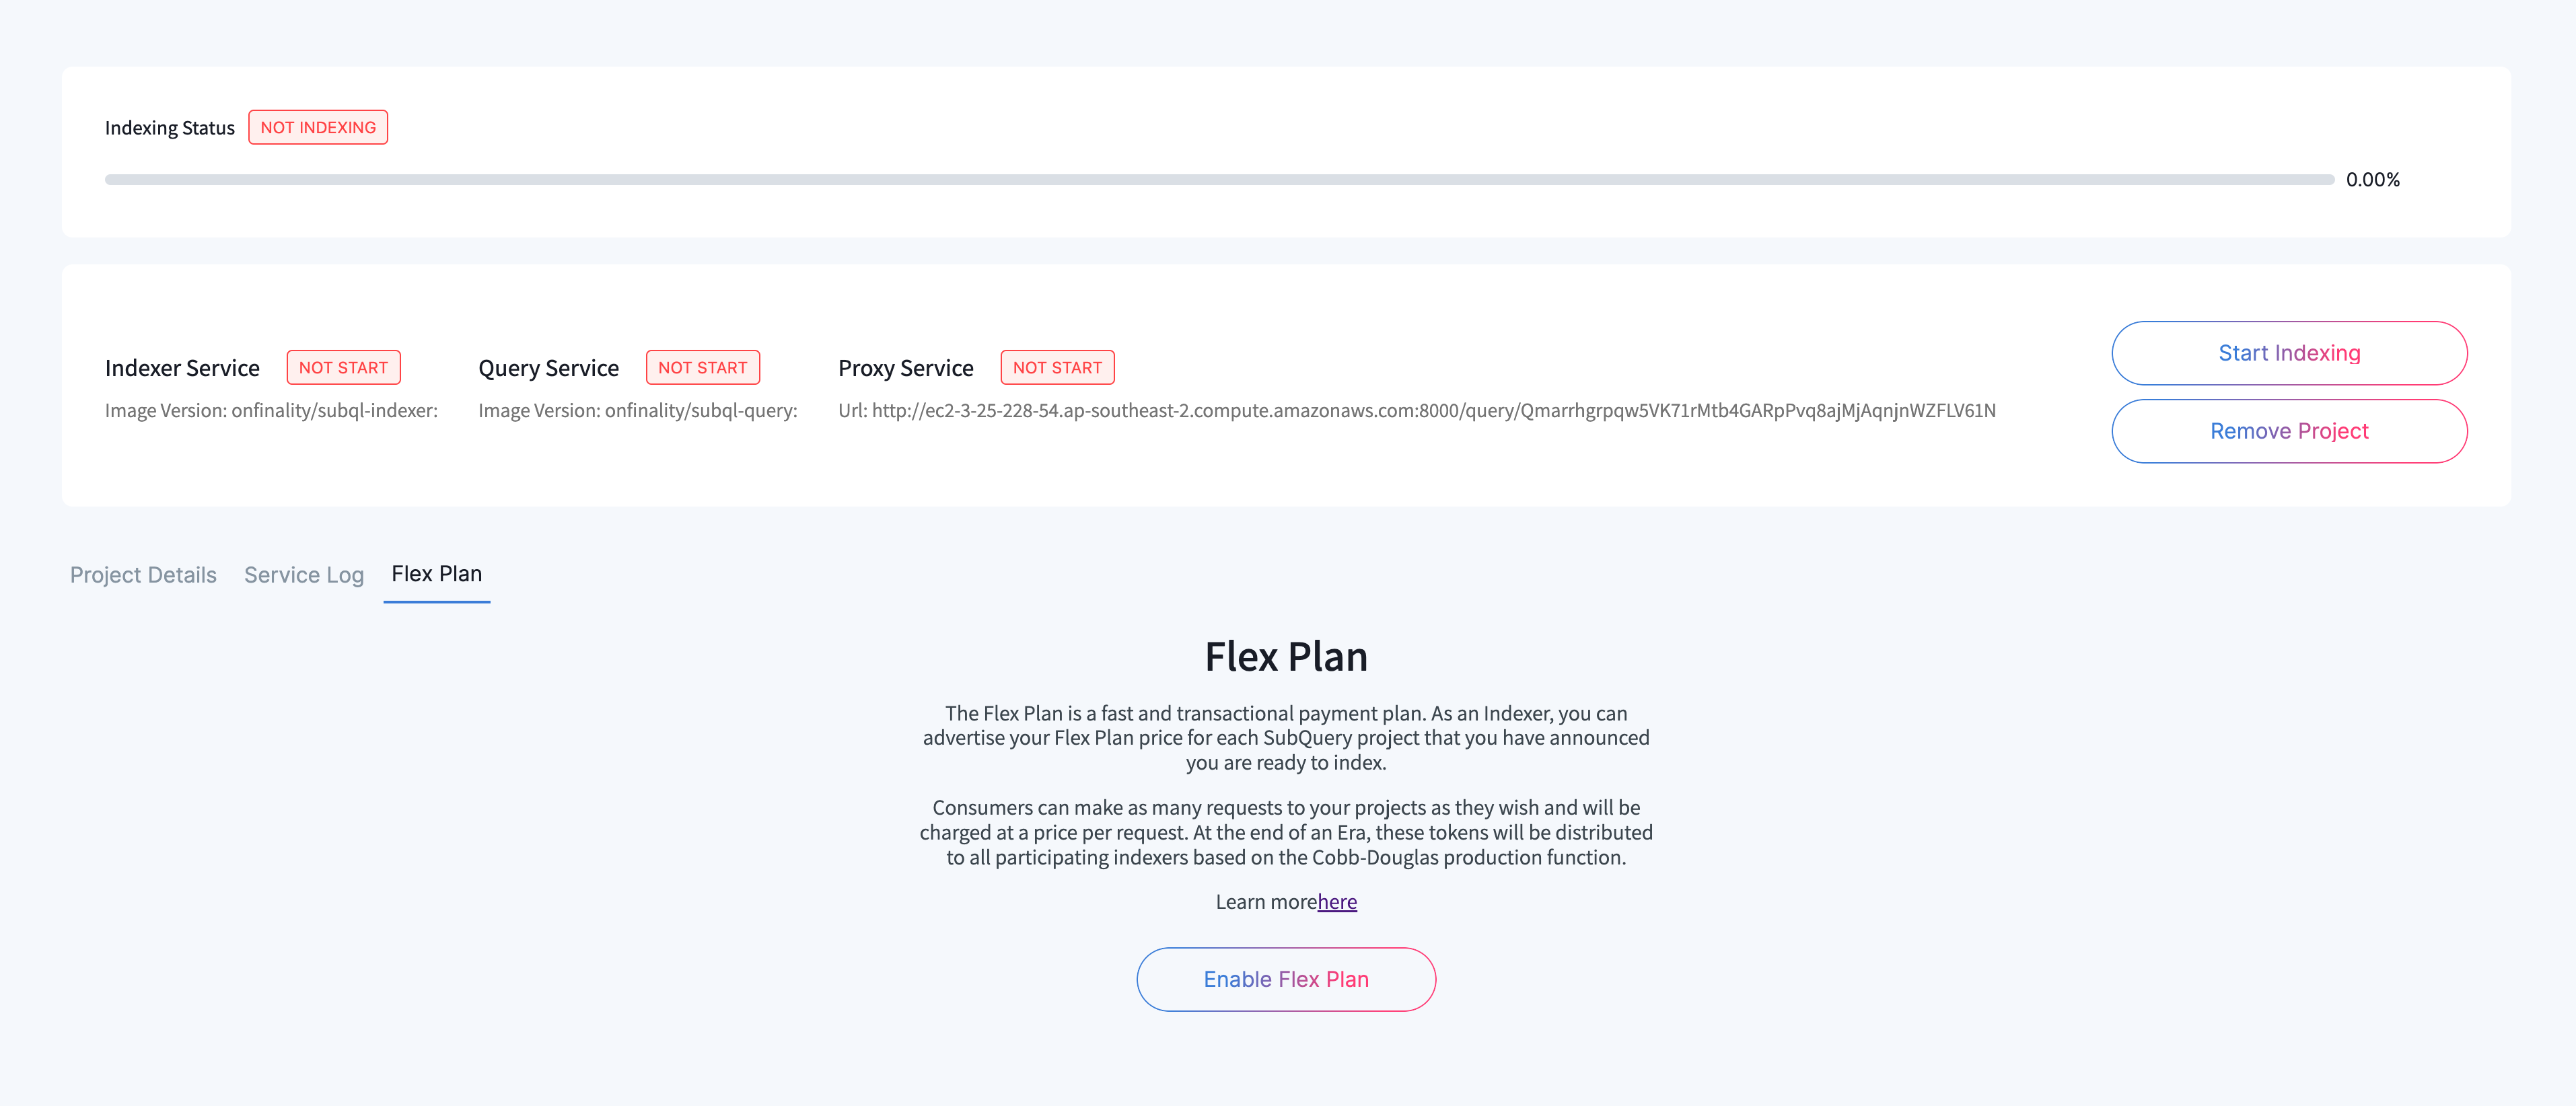 Indexing Status NOT INDEXING
0.00%
Indexer Service NOT START Query Service NOT START Proxy Service NOT START
Image Version: onfinality/subql-indexer: Image Version: onfinality/subql-query: Url: http://ec2-3-25-228-54.ap-southeast-2.compute.amazonaws.com:8000/query/Qmarrhgrpqw5VK71rMtb4GARpPvq8ajMjAqnjnWZFLV61N
Start Indexing
Remove Project
Project Details Service Log Flex Plan
Flex Plan
The Flex Plan is a fast and transactional payment plan. As an Indexer, you can
advertise your Flex Plan price for each SubQuery project that you have announced
you are ready to index.
Consumers can make as many requests to your projects as they wish and will be
charged at a price per request. At the end of an Era, these tokens will be distributed
to all participating indexers based on the Cobb-Douglas production function.
Learn morehere
Enable Flex Plan